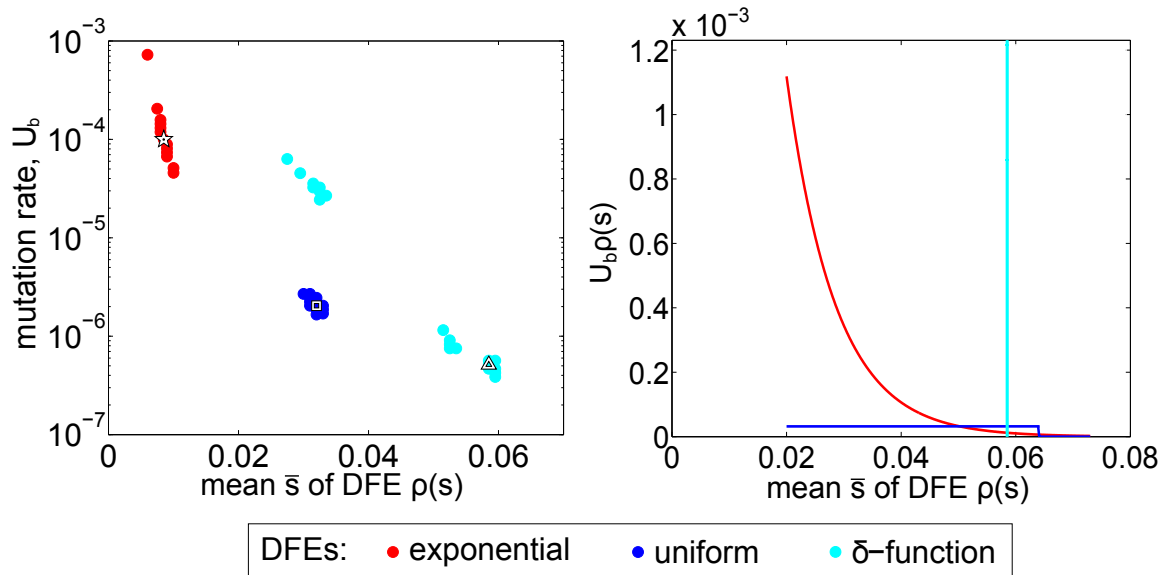 10⁻³
10⁻⁴
10⁻⁵
10⁻⁶
10⁻⁷
mutation rate, U_b
0 0.02 0.04 0.06
mean s̄ of DFE ρ(s)
x 10⁻³
1.2
1
0.8
0.6
0.4
0.2
0
U_bρ(s)
0 0.02 0.04 0.06 0.08
mean s̄ of DFE ρ(s)
DFEs: exponential uniform δ−function